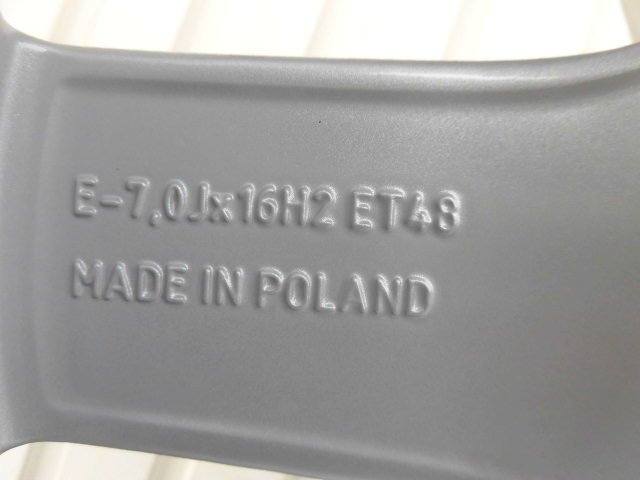 E-7,0Jx16H2 ET48
MADE IN POLAND